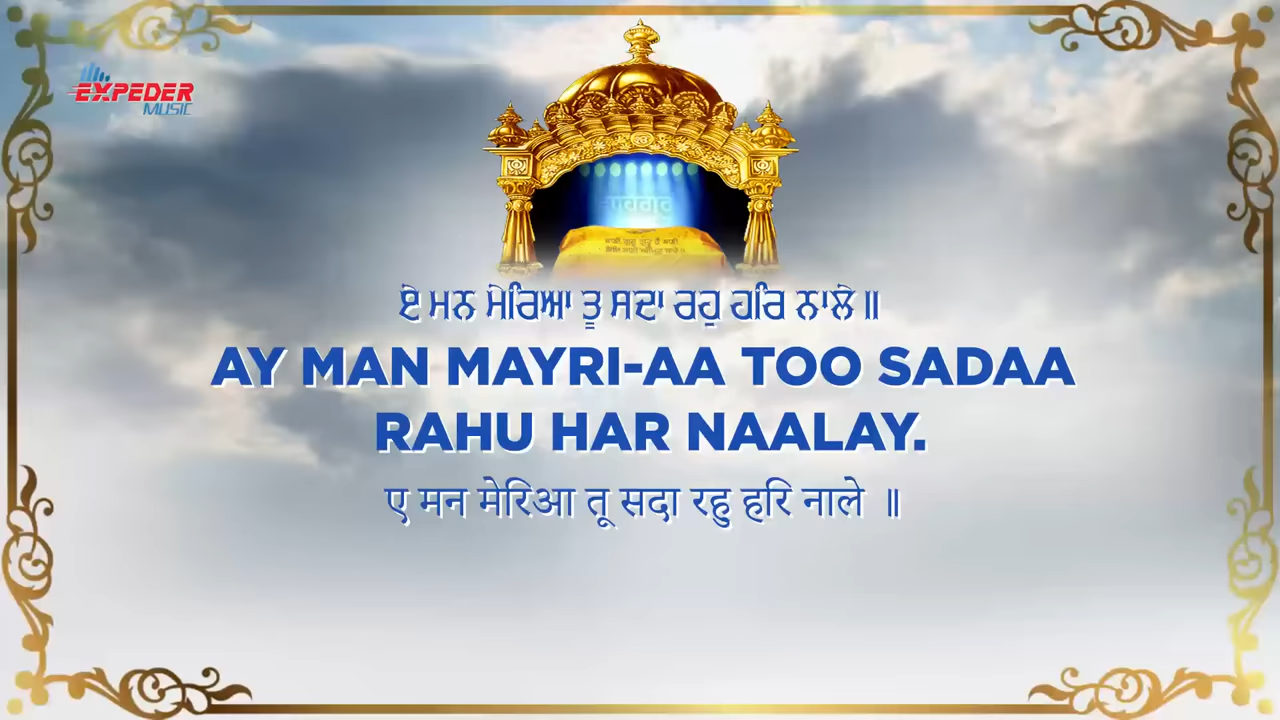 EXPEDER
MUSIC
ਏ ਮਨ ਮੇਰਿਆ ਤੂ ਸਦਾ ਰਹੁ ਹਰਿ ਨਾਲੇ ॥
AY MAN MAYRI-AA TOO SADAA
RAHU HAR NAALAY.
ए मन मेरिआ तू सदा रहु हरि नाले ॥